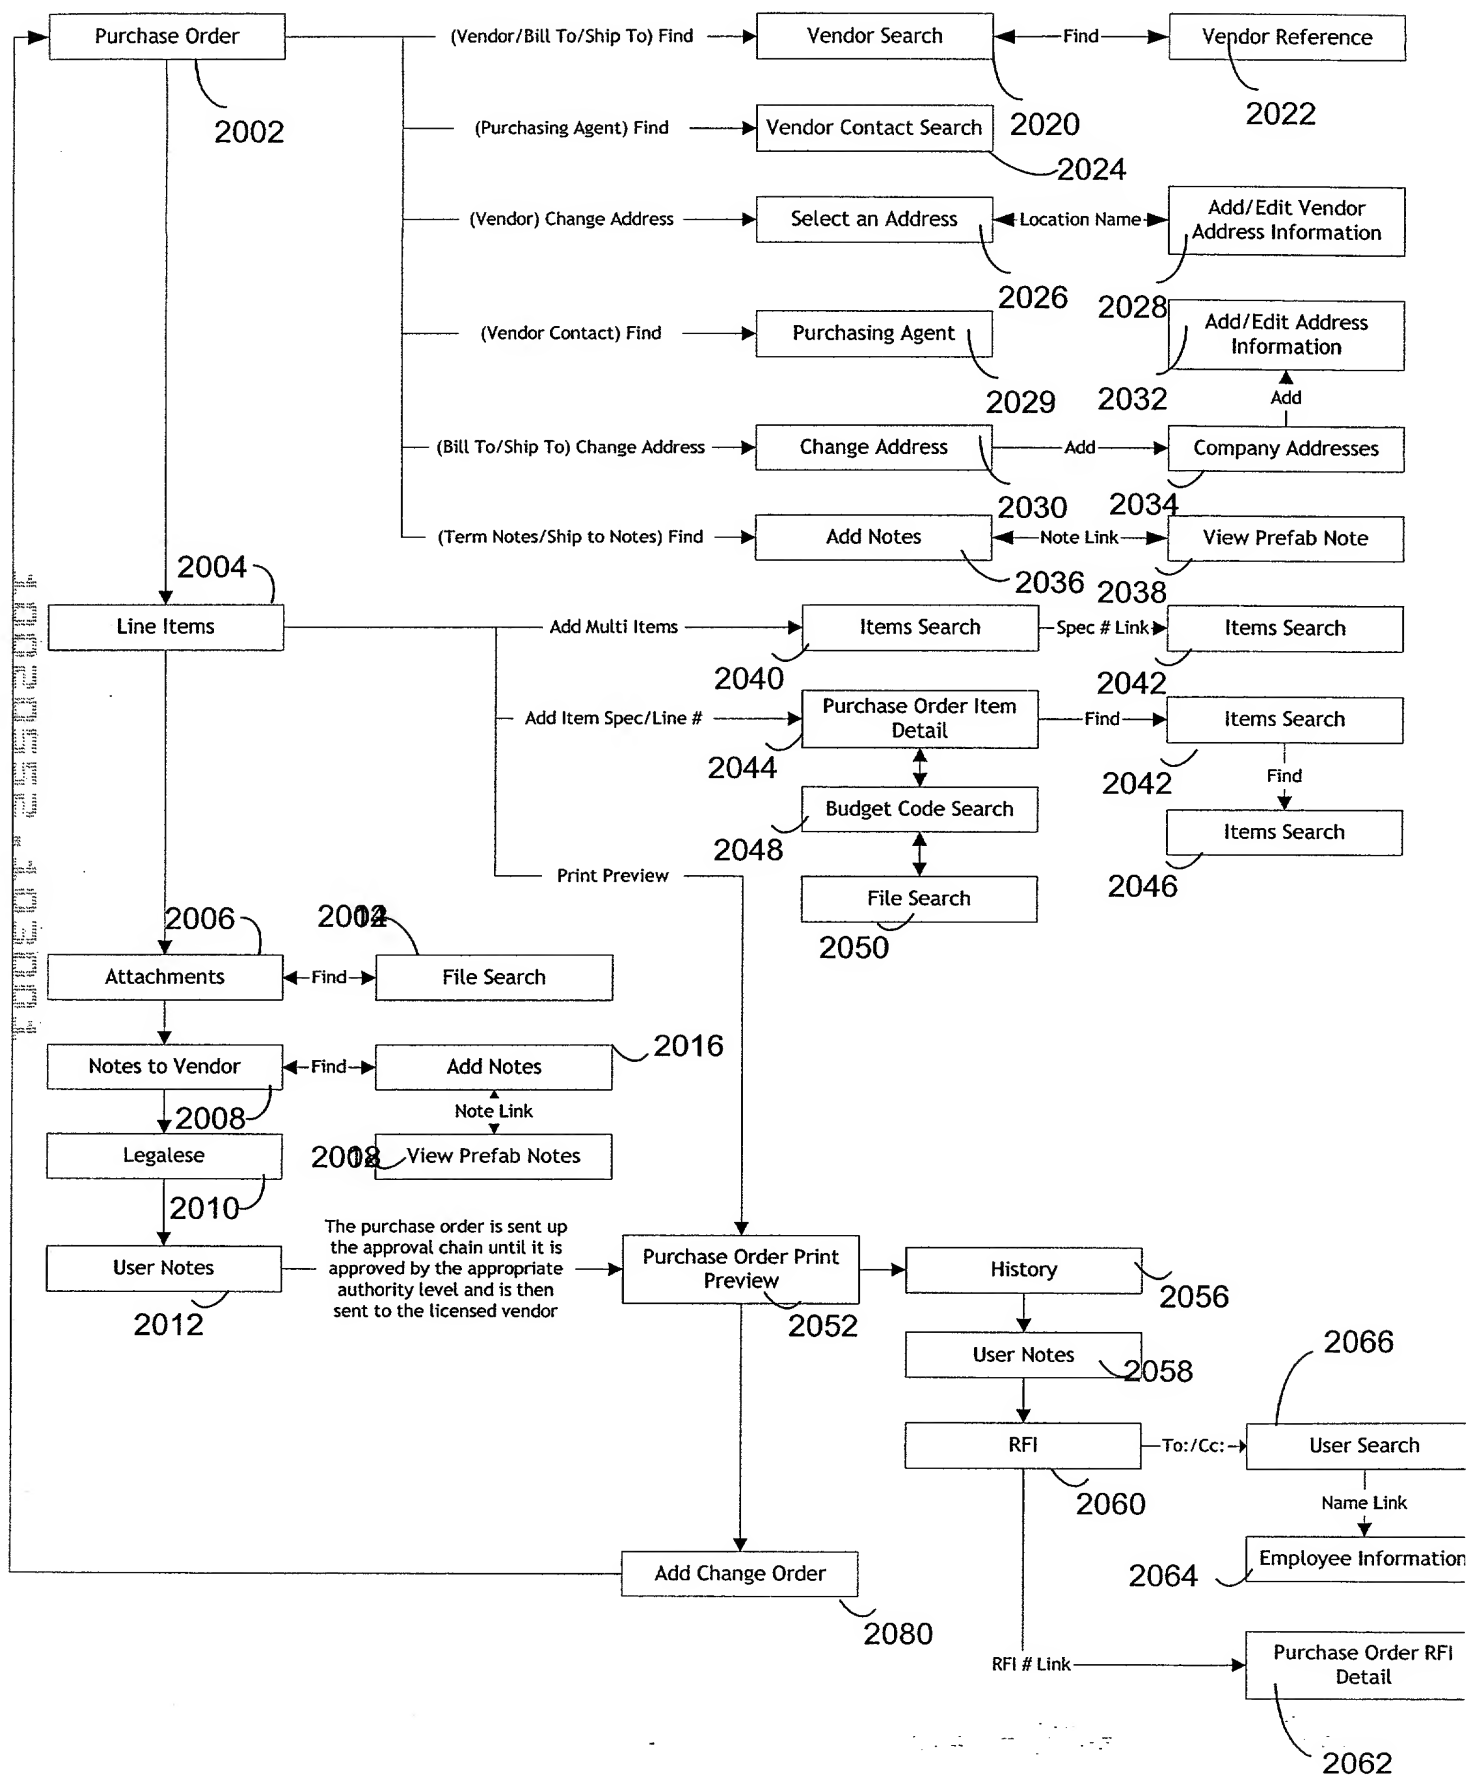 Purchase Order
(Vendor/Bill To/Ship To) Find
Vendor Search
Find
Vendor Reference
2002
2020
2022
(Purchasing Agent) Find
Vendor Contact Search
2024
(Vendor) Change Address
Select an Address
Location Name
Add/Edit Vendor
Address Information
2026
2028
(Vendor Contact) Find
Purchasing Agent
Add/Edit Address
Information
2029
2032
Add
(Bill To/Ship To) Change Address
Change Address
Add
Company Addresses
2030
2034
(Term Notes/Ship to Notes) Find
Add Notes
Note Link
View Prefab Note
2036
2038
2004
Line Items
Add Multi Items
Items Search
Spec # Link
Items Search
2040
2042
Add Item Spec/Line #
Purchase Order Item
Detail
Find
Items Search
2044
2042
Find
Budget Code Search
Items Search
2048
2046
Print Preview
File Search
2050
2006
Attachments
Find
File Search
Notes to Vendor
Find
Add Notes
2016
2008
Note Link
Legalese
View Prefab Notes
2010
User Notes
The purchase order is sent up
the approval chain until it is
approved by the appropriate
authority level and is then
sent to the licensed vendor
2012
Purchase Order Print
Preview
2052
History
2056
User Notes
2058
2066
RFI
To:/Cc:
User Search
2060
Name Link
Employee Information
2064
Add Change Order
2080
RFI # Link
Purchase Order RFI
Detail
2062